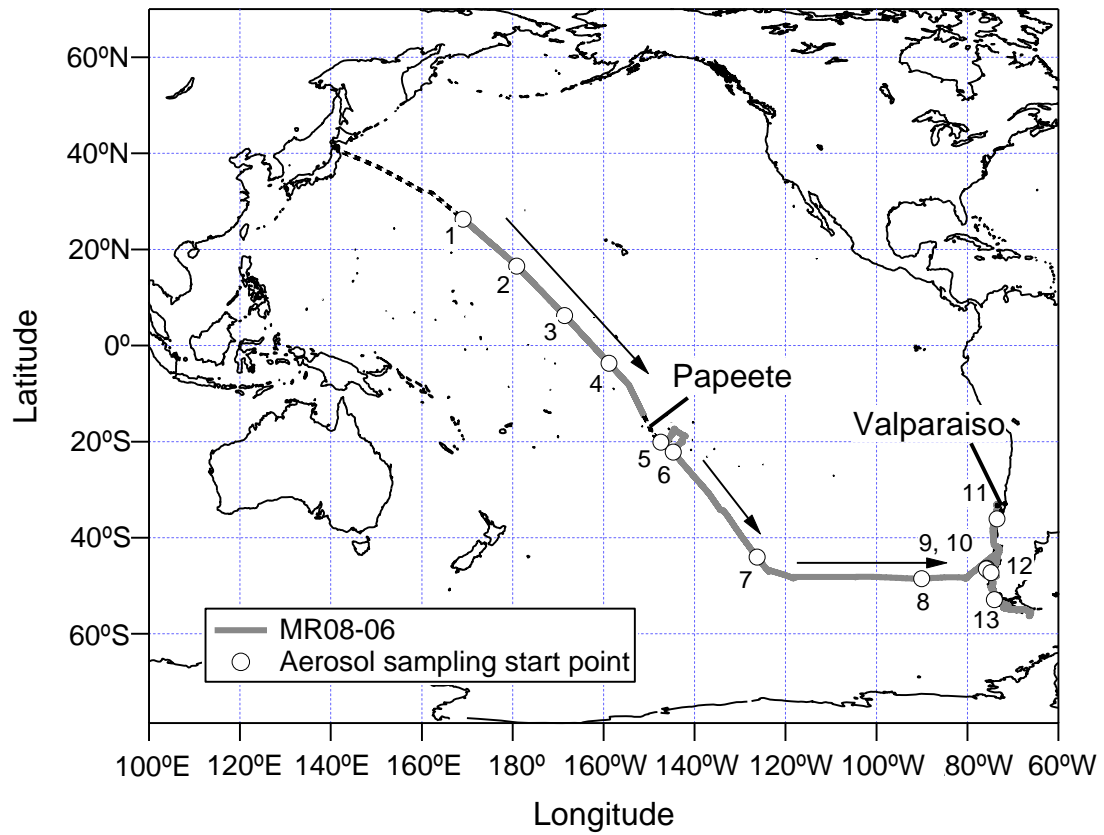 60ºN
40ºN
20ºN
0º
20ºS
40ºS
60ºS
Latitude
1
2
3
4
Papeete
5
6
Valparaiso
11
9, 10
12
7
8
13
MR08-06
Aerosol sampling start point
100ºE 120ºE 140ºE 160ºE 180º 160ºW 140ºW 120ºW 100ºW 80ºW 60ºW
Longitude